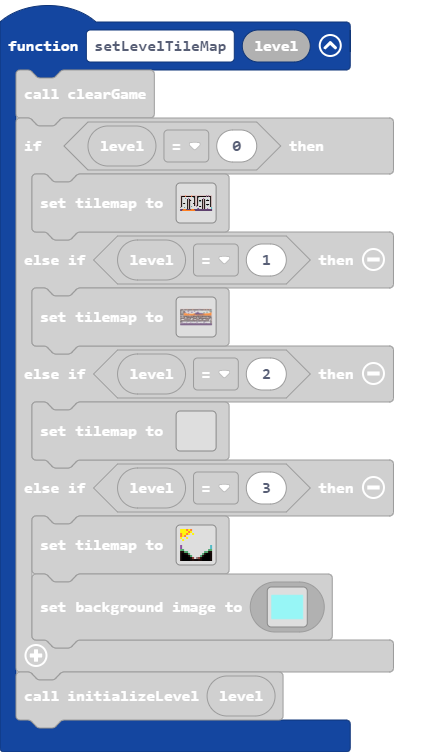 function setLevelTileMap level
call clearGame
if level = 0 then
set tilemap to
else if level = 1 then
set tilemap to
else if level = 2 then
set tilemap to
else if level = 3 then
set tilemap to
set background image to
call initializeLevel level